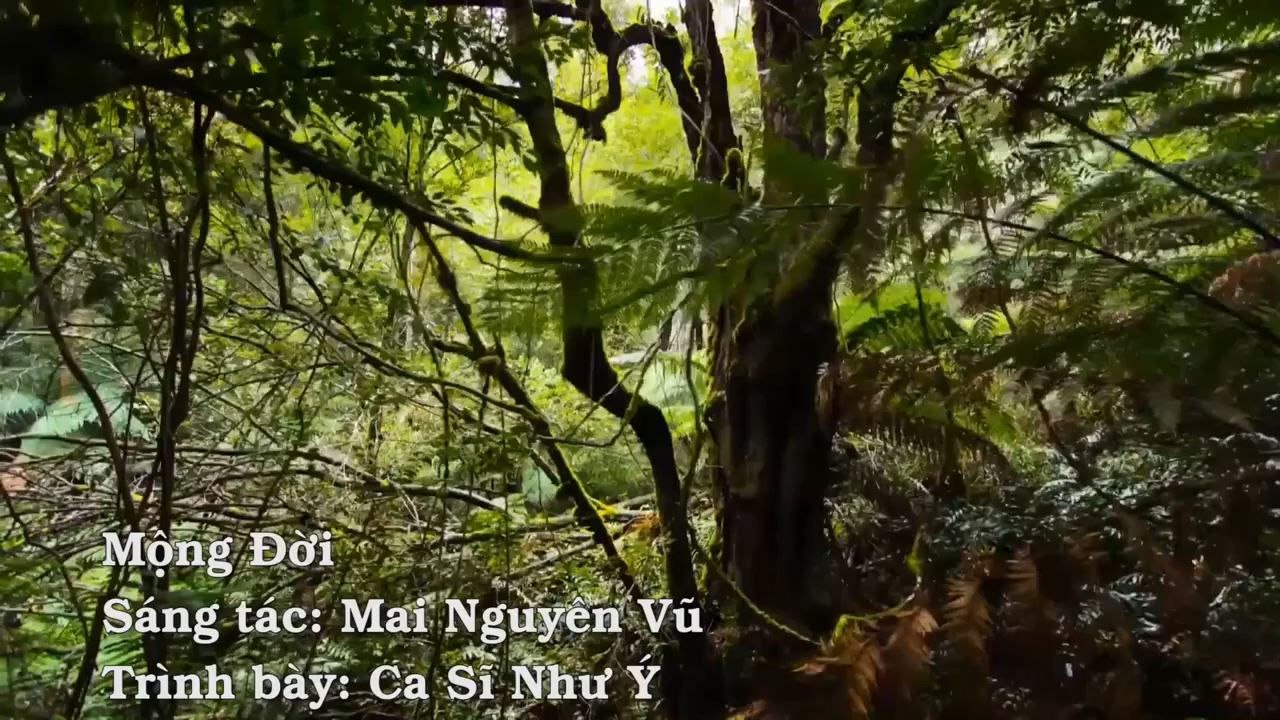 Mộng Đời
Sáng tác: Mai Nguyên Vũ
Trình bày: Ca Sĩ Như Ý